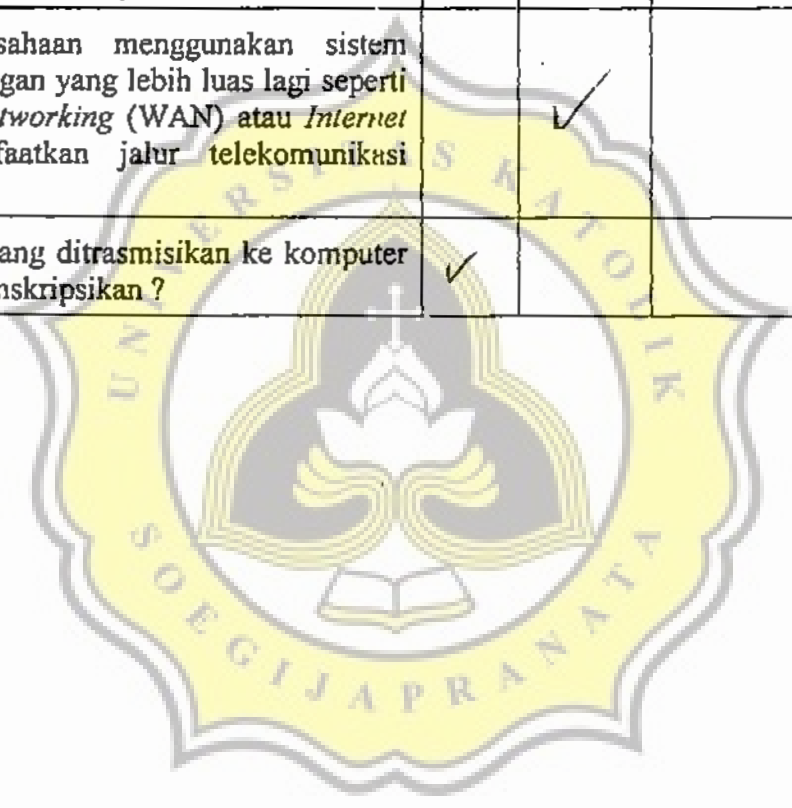 sahaan menggunakan sistem
gan yang lebih luas lagi seperti
tworking (WAN) atau Internet
faatkan jalur telekomunikasi
ang ditrasmisikan ke komputer
nskripsikan ?
UNIVERSITAS KATOLIK
SOEGIJAPRANATA